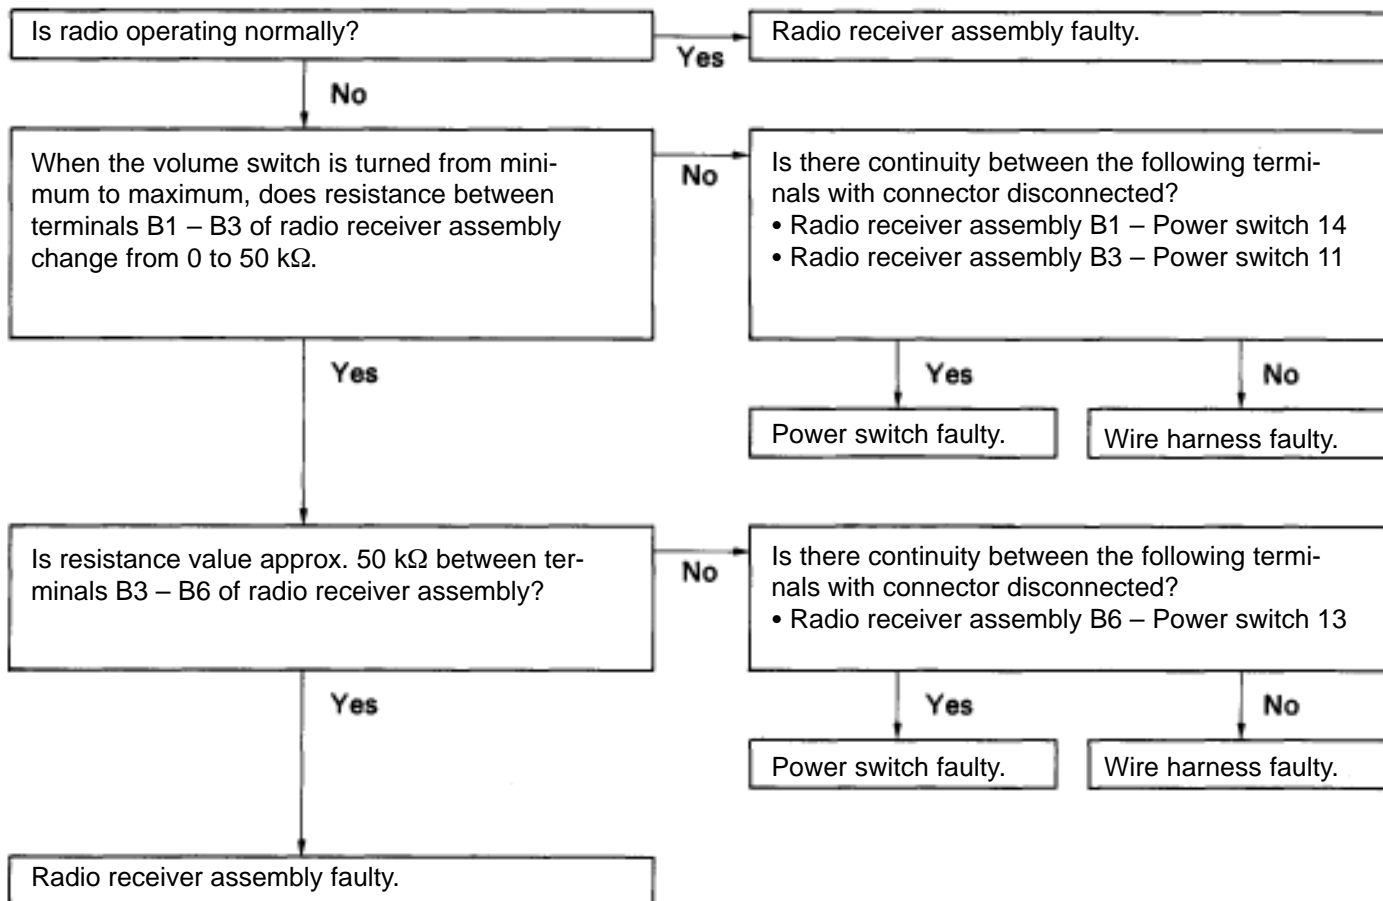 Is radio operating normally?
Yes
Radio receiver assembly faulty.
No
When the volume switch is turned from mini-
mum to maximum, does resistance between
terminals B1 – B3 of radio receiver assembly
change from 0 to 50 kΩ.
No
Is there continuity between the following termi-
nals with connector disconnected?
• Radio receiver assembly B1 – Power switch 14
• Radio receiver assembly B3 – Power switch 11
Yes
Yes
No
Power switch faulty.
Wire harness faulty.
Is resistance value approx. 50 kΩ between ter-
minals B3 – B6 of radio receiver assembly?
No
Is there continuity between the following termi-
nals with connector disconnected?
• Radio receiver assembly B6 – Power switch 13
Yes
Yes
No
Power switch faulty.
Wire harness faulty.
Radio receiver assembly faulty.